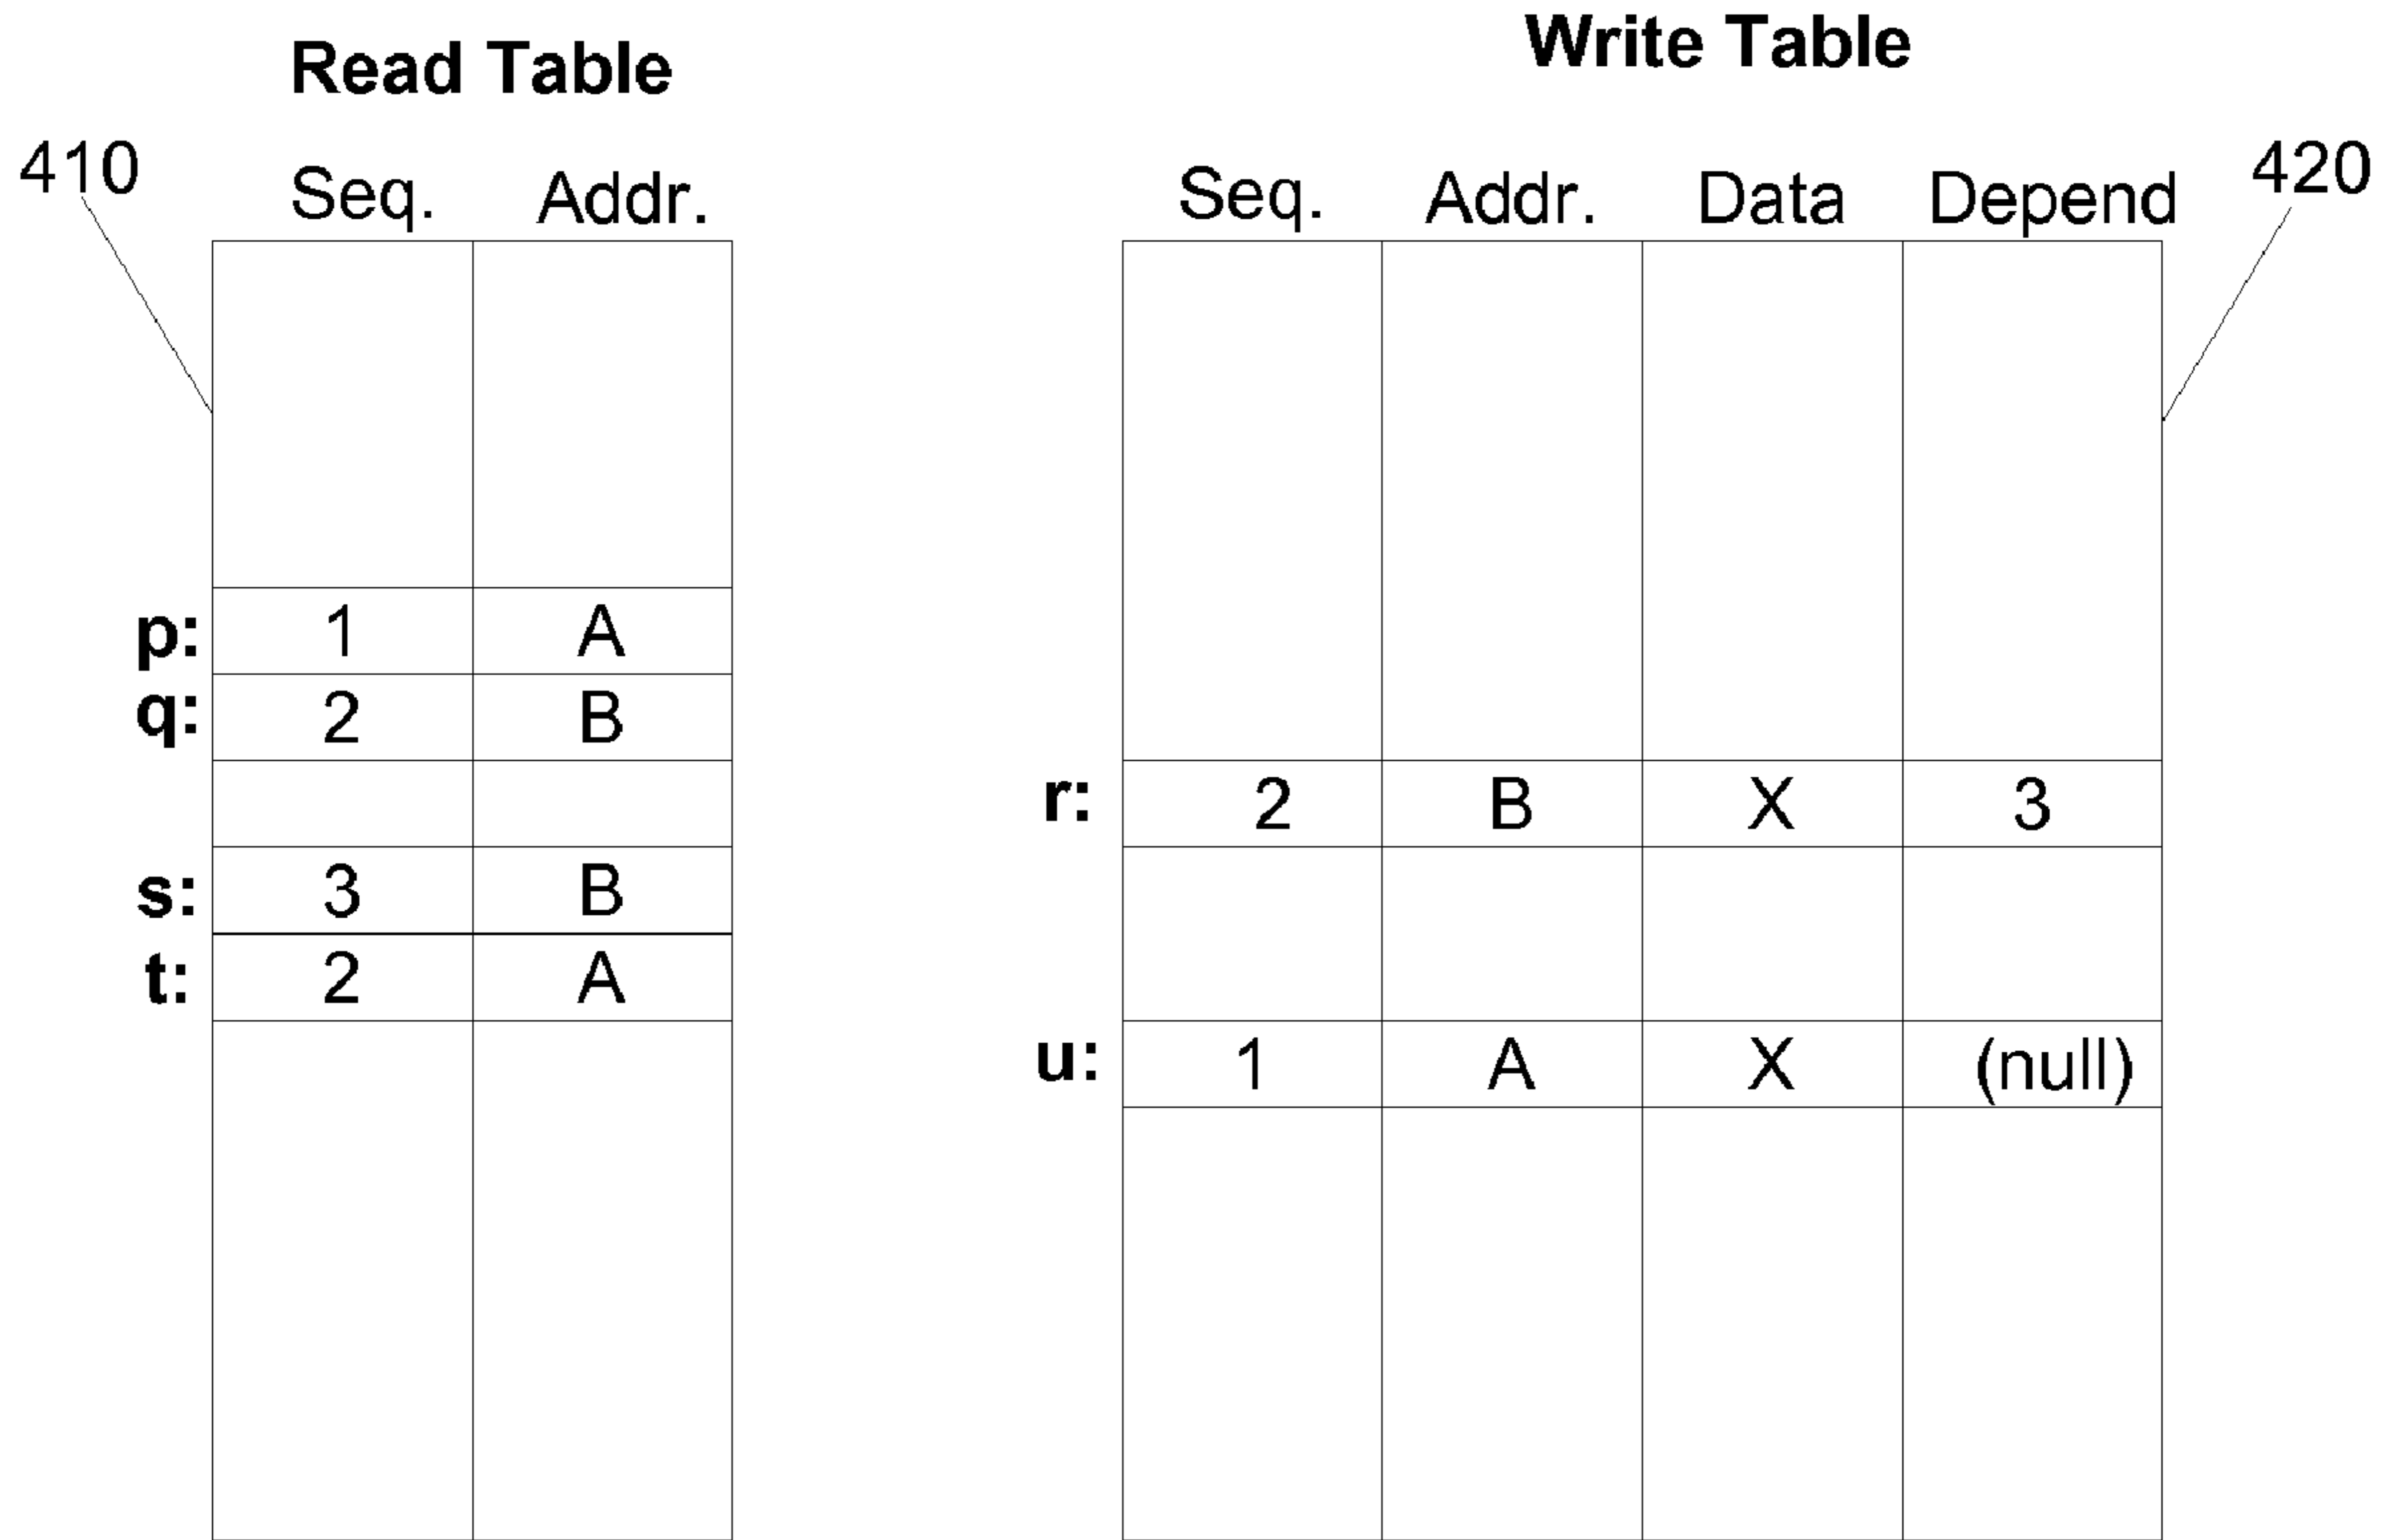 Read Table
Write Table
410
Seq. Addr.
Seq. Addr. Data Depend
420
p: 1 A
q: 2 B
r: 2 B X 3
s: 3 B
t: 2 A
u: 1 A X (null)